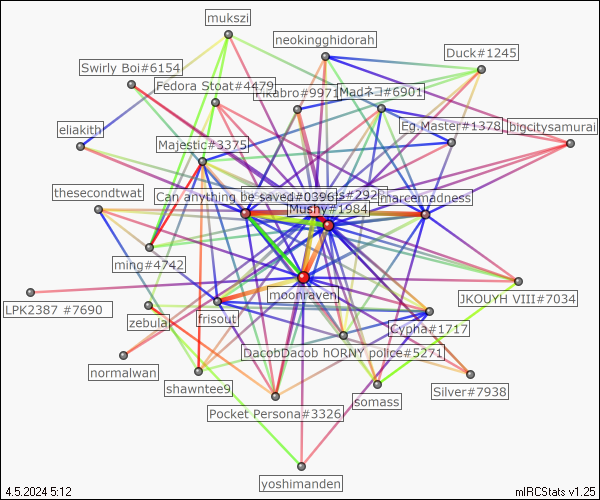 mukszi
neokingghidorah
Duck#1245
Swirly Boi#6154
Fedora Stoat#4479
Pikabro#9971
Madネコ#6901
eliakith
Eg.Master#1378
bigcitysamurai
Majestic#3375
thesecondtwat
Can anything be saved#0396
marcemadness
Mushy#1984
ming#4742
moonraven
LPK2387 #7690
JKOUYH VIII#7034
zebular
frisout
Cypha#1717
DacobDacob hORNY police#5271
normalwan
shawntee9
Silver#7938
somass
Pocket Persona#3326
yoshimanden
4.5.2024 5:12
mIRCStats v1.25